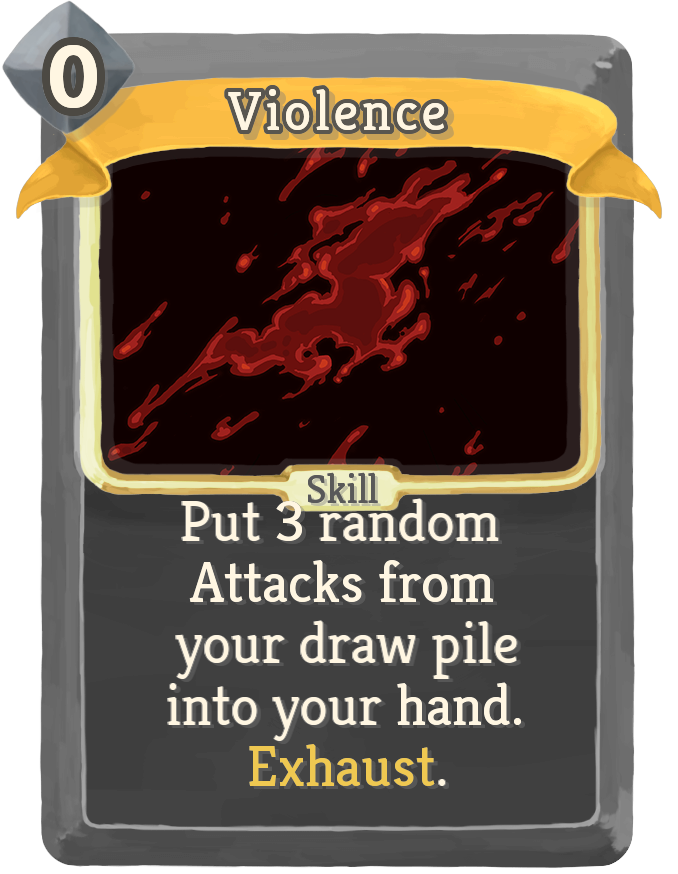 0
Violence
Skill
Put 3 random
Attacks from
your draw pile
into your hand.
Exhaust.